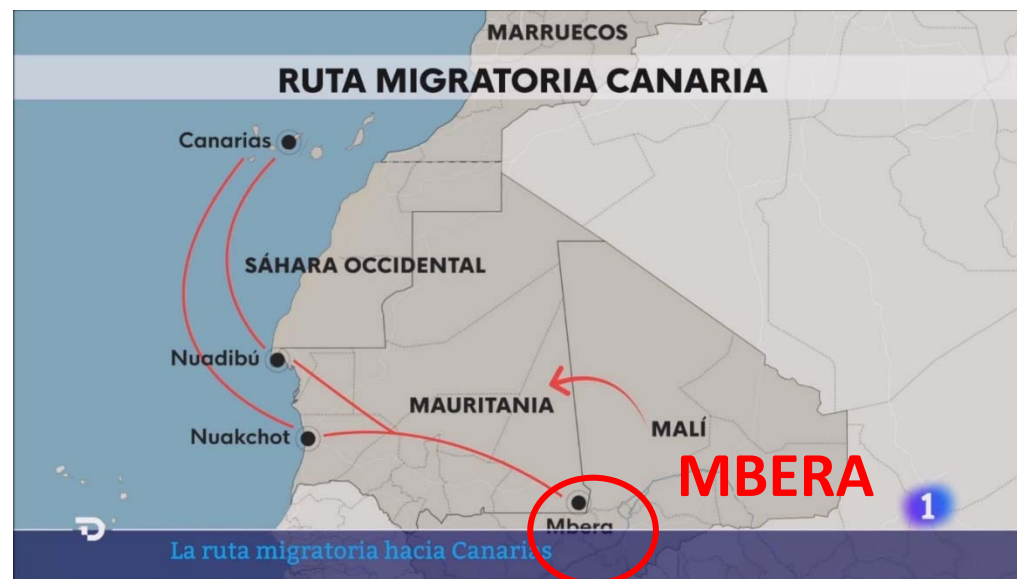 MARRUECOS
RUTA MIGRATORIA CANARIA
Canarias
SÁHARA OCCIDENTAL
Nuadibú
MAURITANIA
Nuakchot
MALÍ
MBERA
Mbera
1
La ruta migratoria hacia Canarias